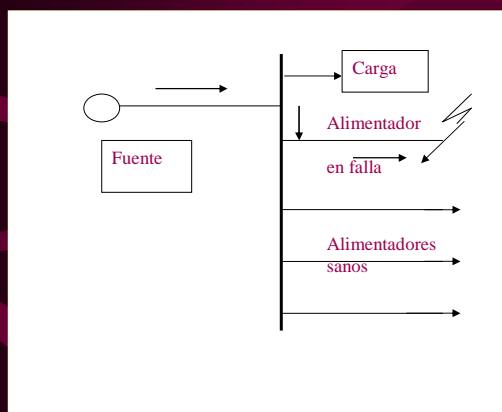 Carga
Alimentador
Fuente
en falla
Alimentadores
sanos